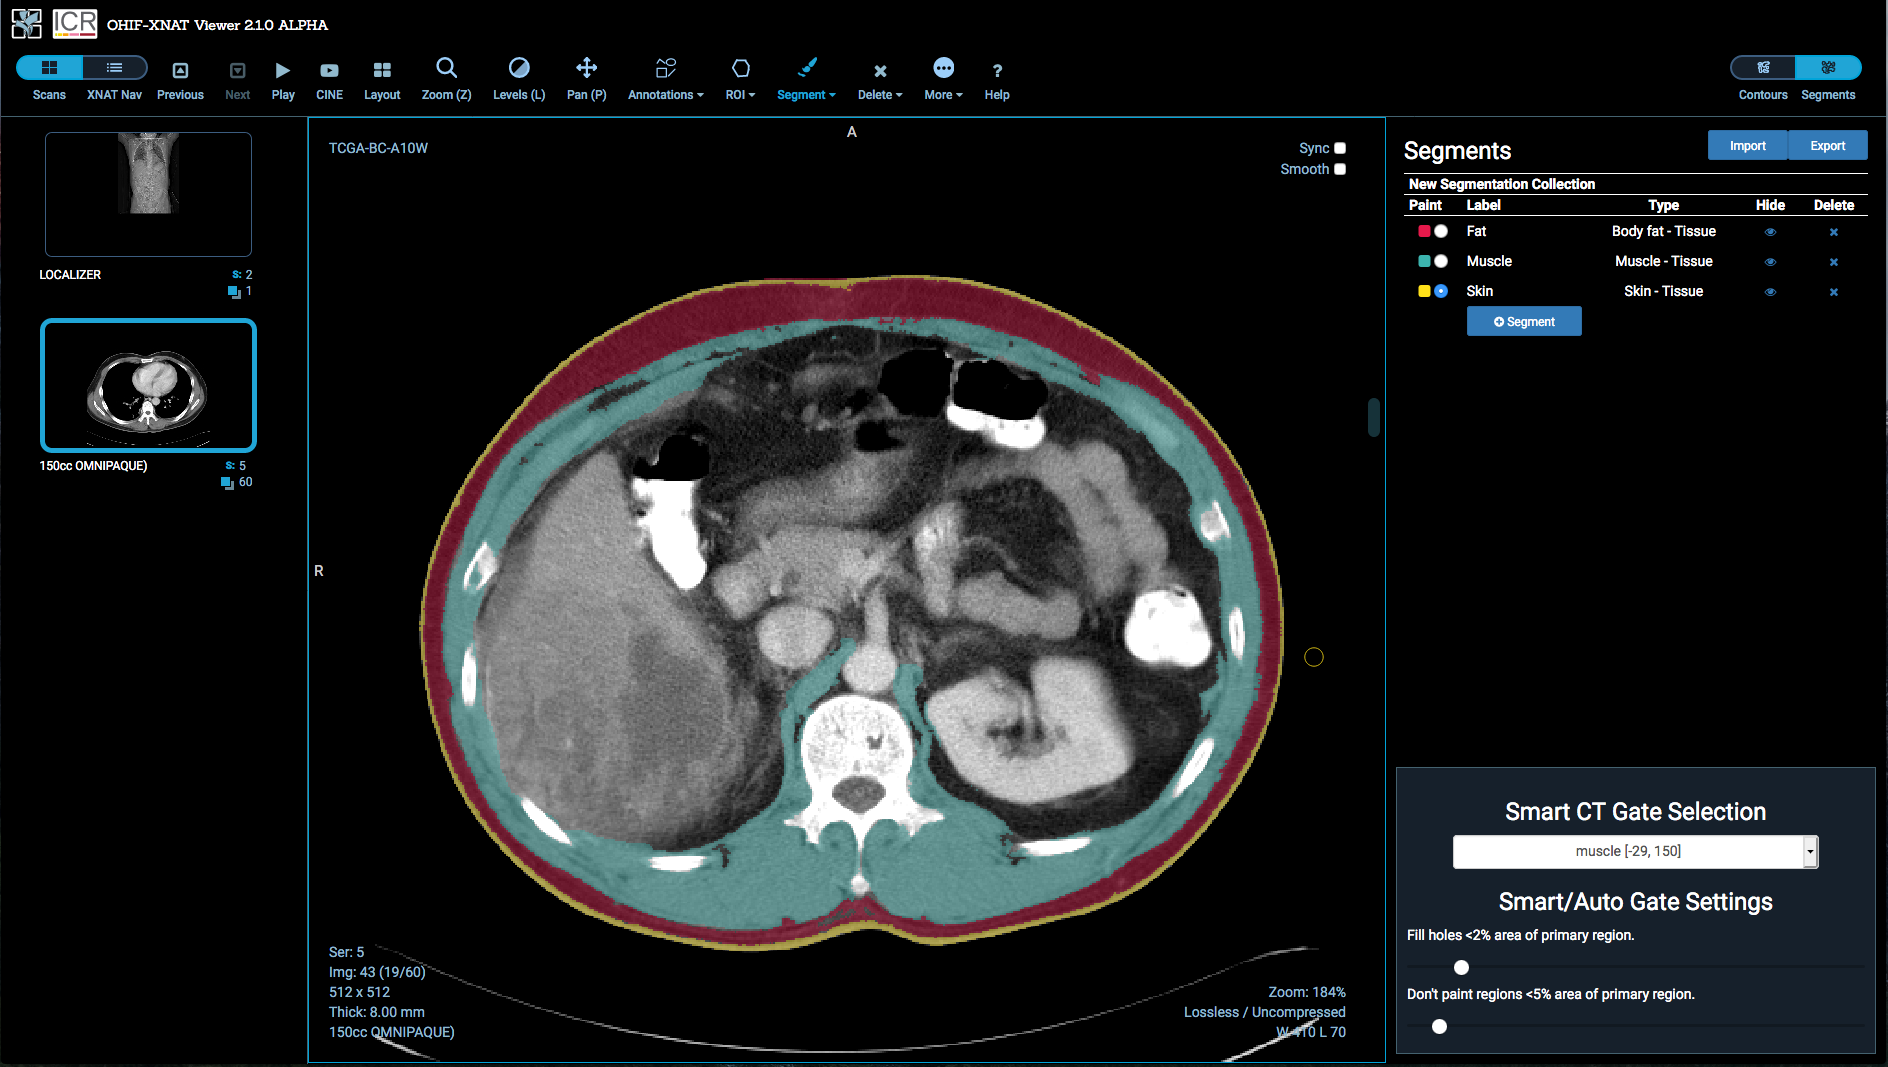 ICR OHIF-XNAT Viewer 2.1.0 ALPHA
Scans XNAT Nav Previous Next Play CINE Layout Zoom (Z) Levels (L) Pan (P) Annotations ROI Segment Delete More Help Contours Segments
LOCALIZER S: 2
1
150cc OMNIPAQUE) S: 5
60
A
TCGA-BC-A10W
Sync
Smooth
R
Ser: 5
Img: 43 (19/60)
512 x 512
Thick: 8.00 mm
150cc OMNIPAQUE)
Zoom: 184%
Lossless / Uncompressed
W: 410 L 70
Segments Import Export
New Segmentation Collection
Paint Label Type Hide Delete
Fat Body fat - Tissue
Muscle Muscle - Tissue
Skin Skin - Tissue
Segment
Smart CT Gate Selection
muscle [-29, 150]
Smart/Auto Gate Settings
Fill holes <2% area of primary region.
Don't paint regions <5% area of primary region.